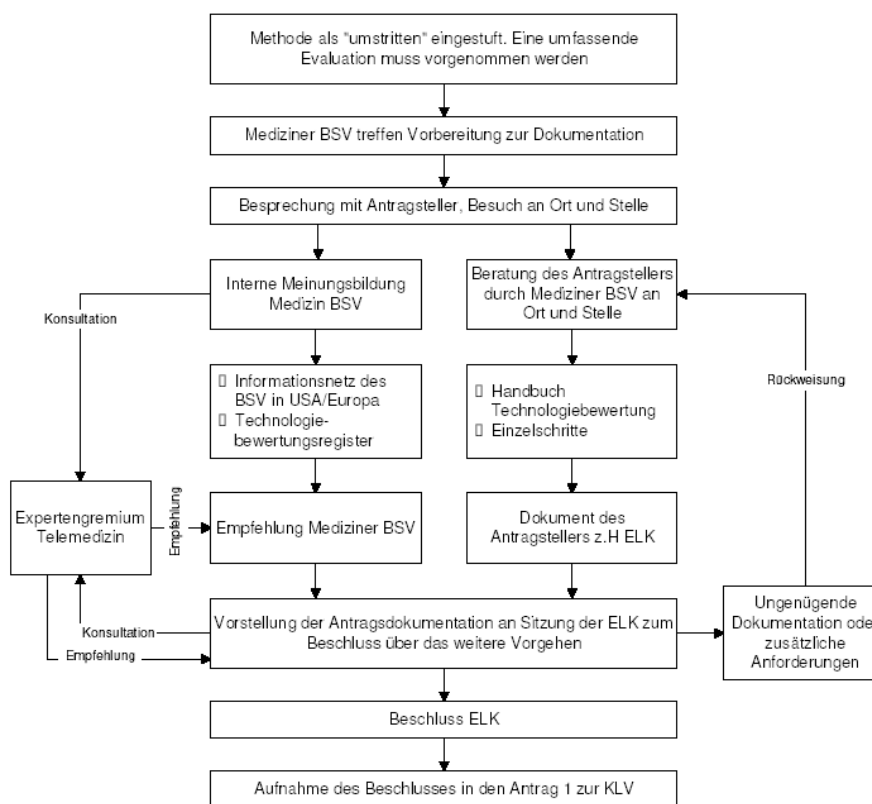 Methode als "umstritten" eingestuft. Eine umfassende
Evaluation muss vorgenommen werden
Mediziner BSV treffen Vorbereitung zur Dokumentation
Besprechung mit Antragsteller, Besuch an Ort und Stelle
Interne Meinungsbildung
Medizin BSV
Beratung des Antragstellers
durch Mediziner BSV an
Ort und Stelle
Konsultation
Rückweisung
Informationsnetz des
BSV in USA/Europa
Technologie-
bewertungsregister
Handbuch
Technologiebewertung
Einzelschritte
Expertengremium
Telemedizin
Empfehlung
Empfehlung Mediziner BSV
Dokument des
Antragstellers z.H ELK
Konsultation
Empfehlung
Vorstellung der Antragsdokumentation an Sitzung der ELK zum
Beschluss über das weitere Vorgehen
Ungenügende
Dokumentation ode
zusätzliche
Anforderungen
Beschluss ELK
Aufnahme des Beschlusses in den Antrag 1 zur KLV